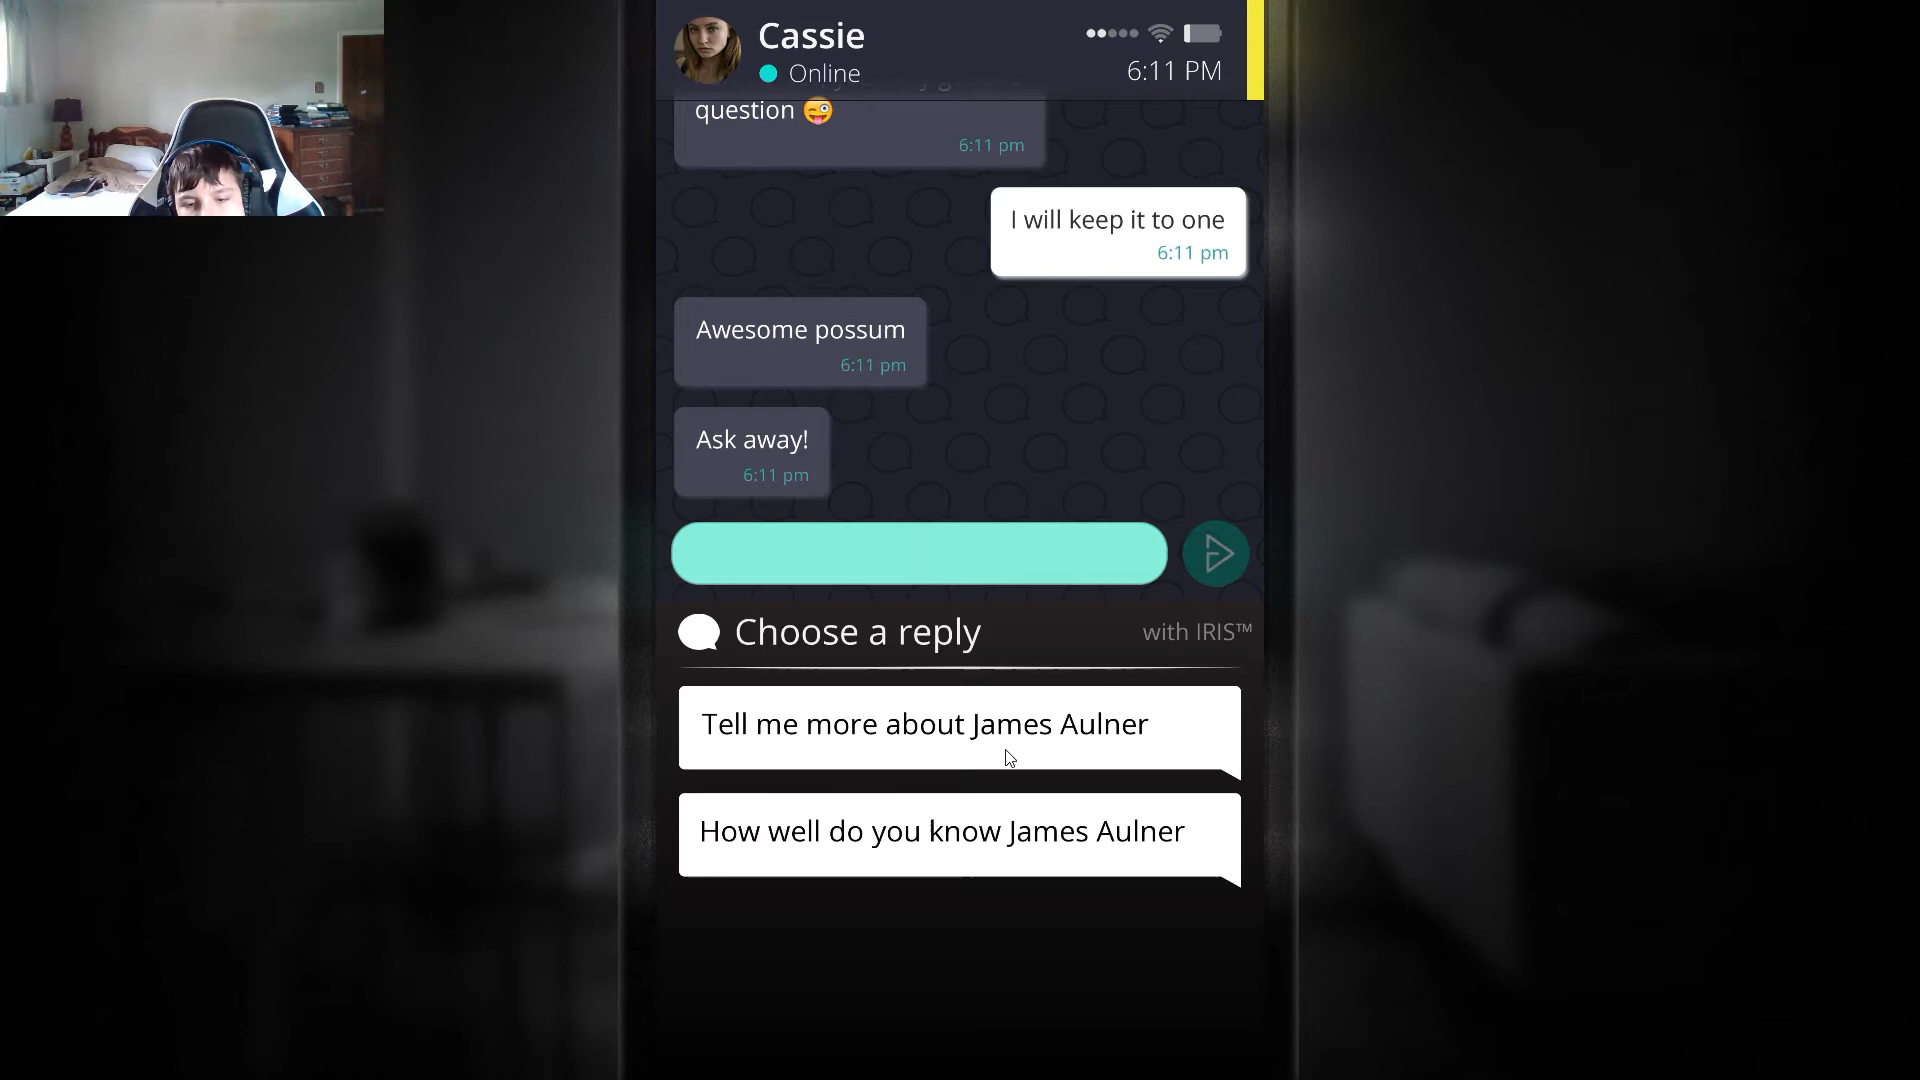 Cassie
Online
6:11 PM
question 😜
6:11 pm
I will keep it to one
6:11 pm
Awesome possum
6:11 pm
Ask away!
6:11 pm
Choose a reply
with IRIS™
Tell me more about James Aulner
How well do you know James Aulner